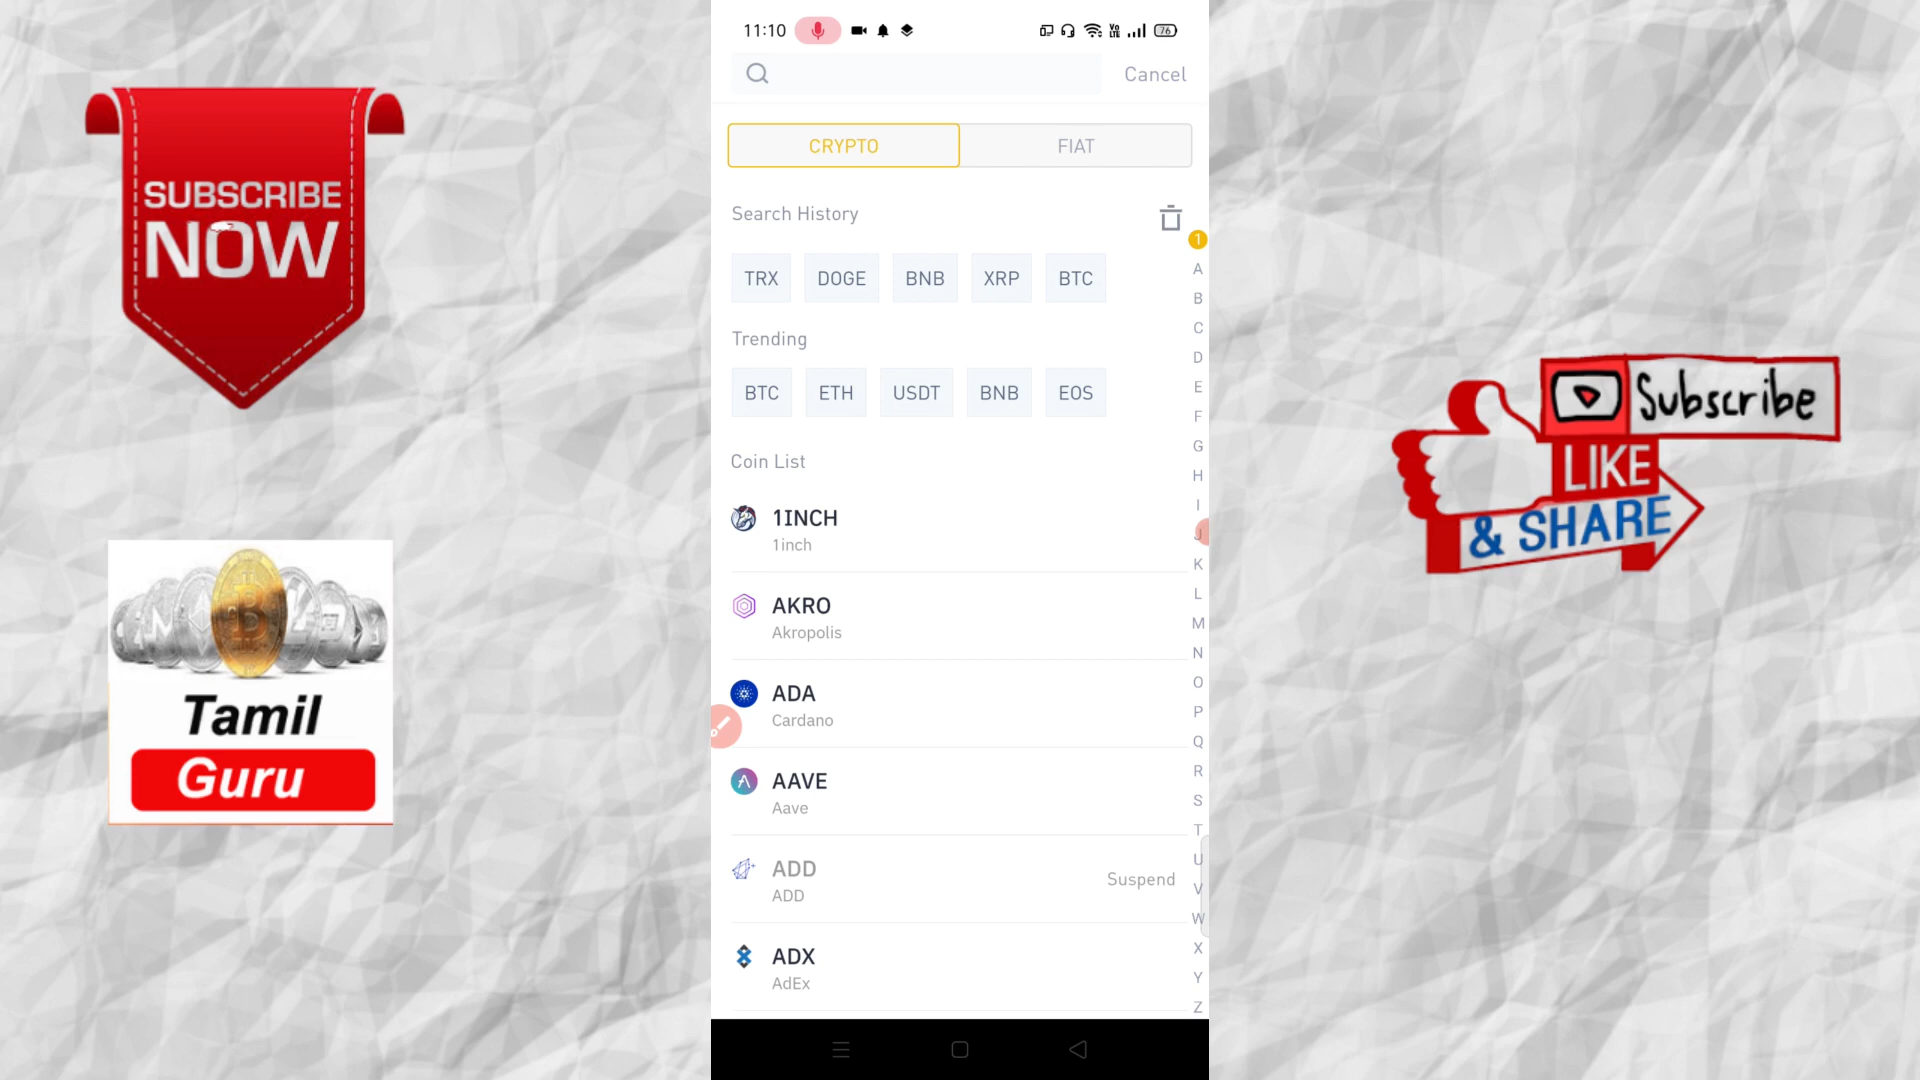 SUBSCRIBE
NOW
Tamil
Guru
11:10
76
Cancel
CRYPTO
FIAT
Search History
TRX
DOGE
BNB
XRP
BTC
Trending
BTC
ETH
USDT
BNB
EOS
Coin List
1INCH
1inch
AKRO
Akropolis
ADA
Cardano
AAVE
Aave
ADD
ADD
Suspend
ADX
AdEx
1
A
B
C
D
E
F
G
H
I
J
K
L
M
N
O
P
Q
R
S
T
U
V
W
X
Y
Z
Subscribe
LIKE
& SHARE